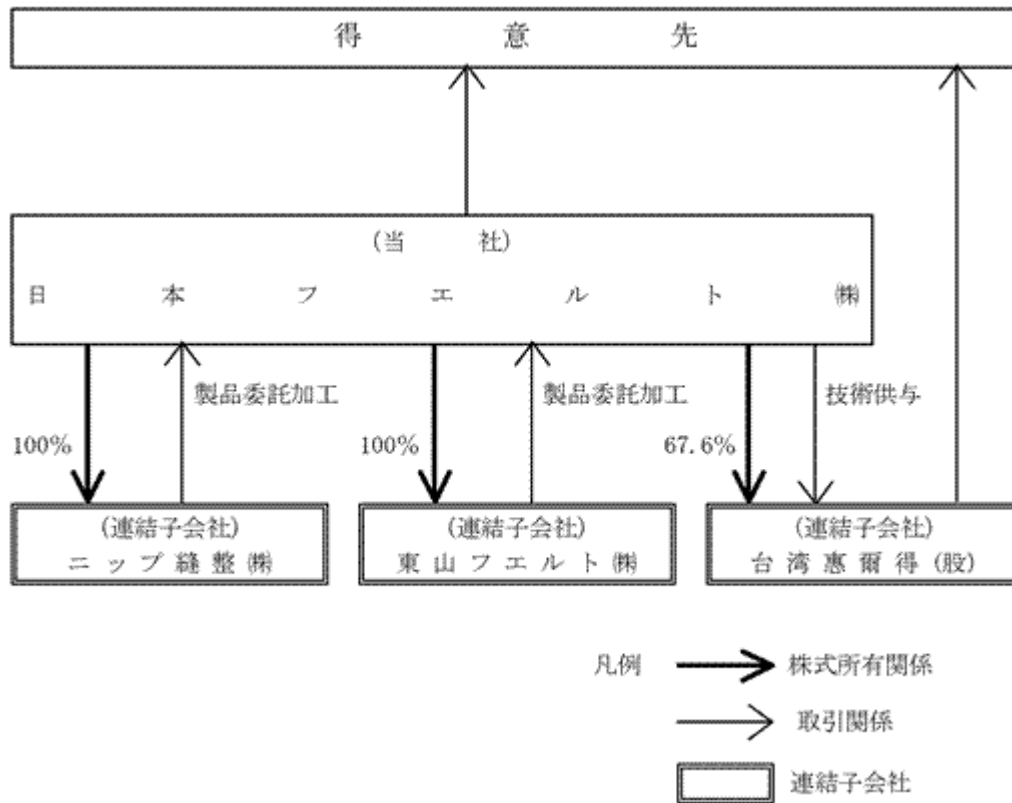 得意先
(当社)
日本フエルト㈱
製品委託加工
製品委託加工
技術供与
100%
100%
67.6%
(連結子会社)
ニップ縫整㈱
(連結子会社)
東山フエルト㈱
(連結子会社)
台湾惠爾得(股)
凡例
株式所有関係
取引関係
連結子会社